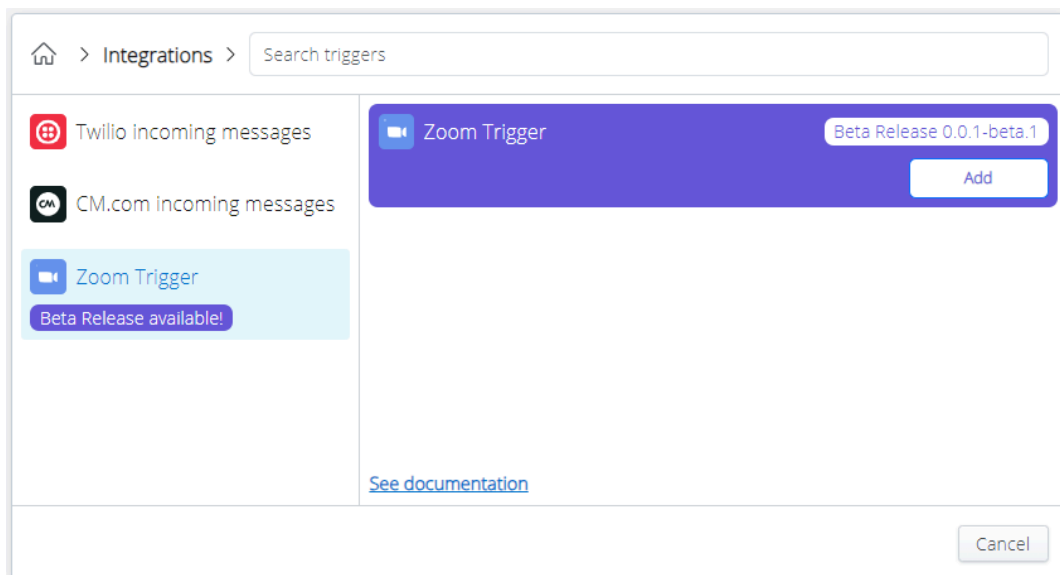 Integrations
Search triggers
Twilio incoming messages
CM.com incoming messages
Zoom Trigger
Beta Release available!
Zoom Trigger
Beta Release 0.0.1-beta.1
Add
See documentation
Cancel